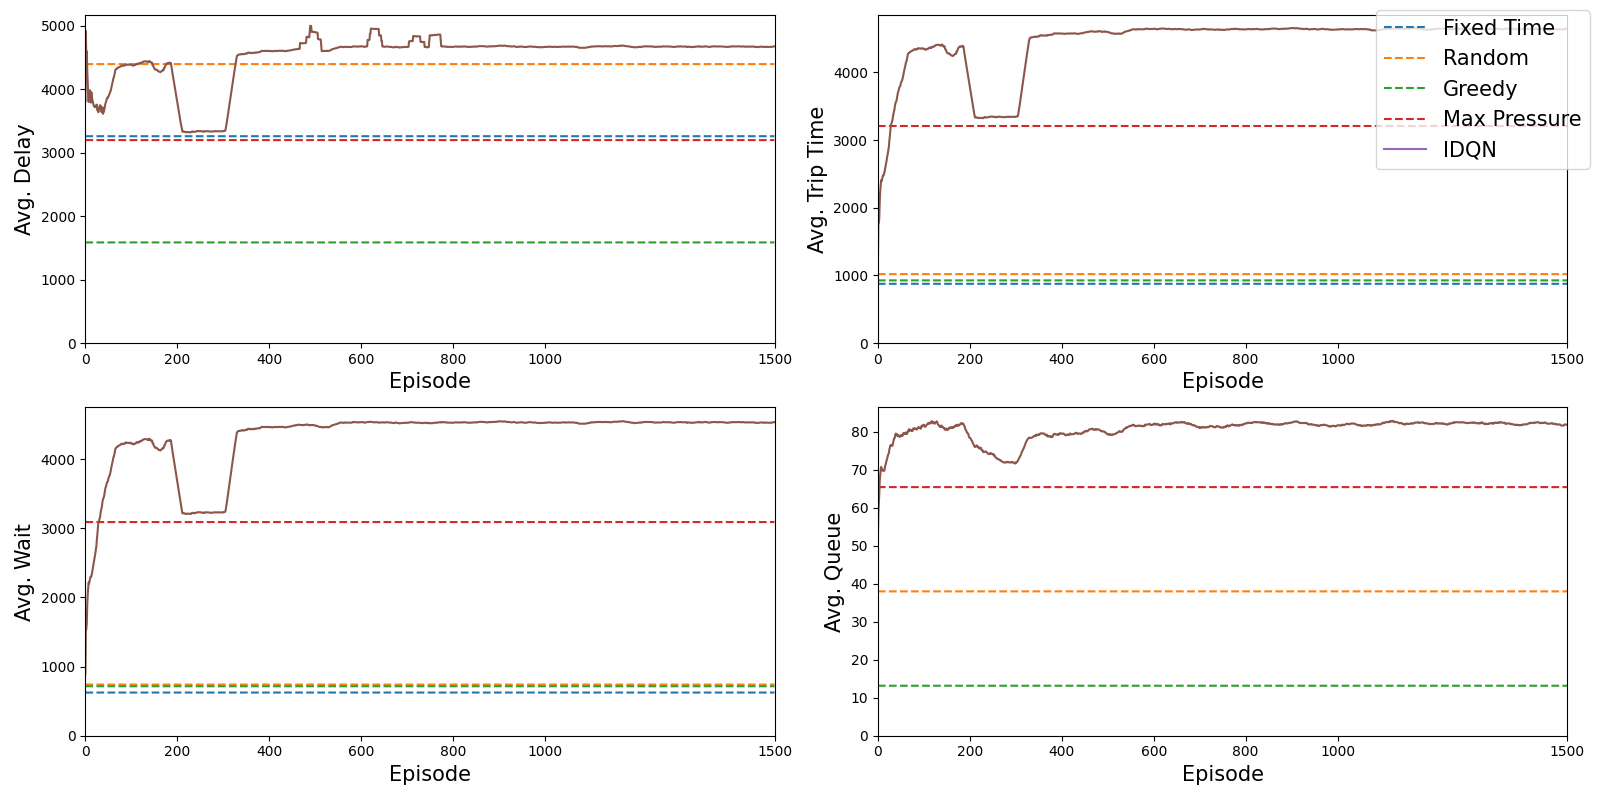 Avg. Delay
5000
4000
3000
2000
1000
0
0 200 400 600 800 1000 1500
Episode
Avg. Trip Time
4000
3000
2000
1000
0
0 200 400 600 800 1000 1500
Episode
Fixed Time
Random
Greedy
Max Pressure
IDQN
Avg. Wait
4000
3000
2000
1000
0
0 200 400 600 800 1000 1500
Episode
Avg. Queue
80
70
60
50
40
30
20
10
0
0 200 400 600 800 1000 1500
Episode